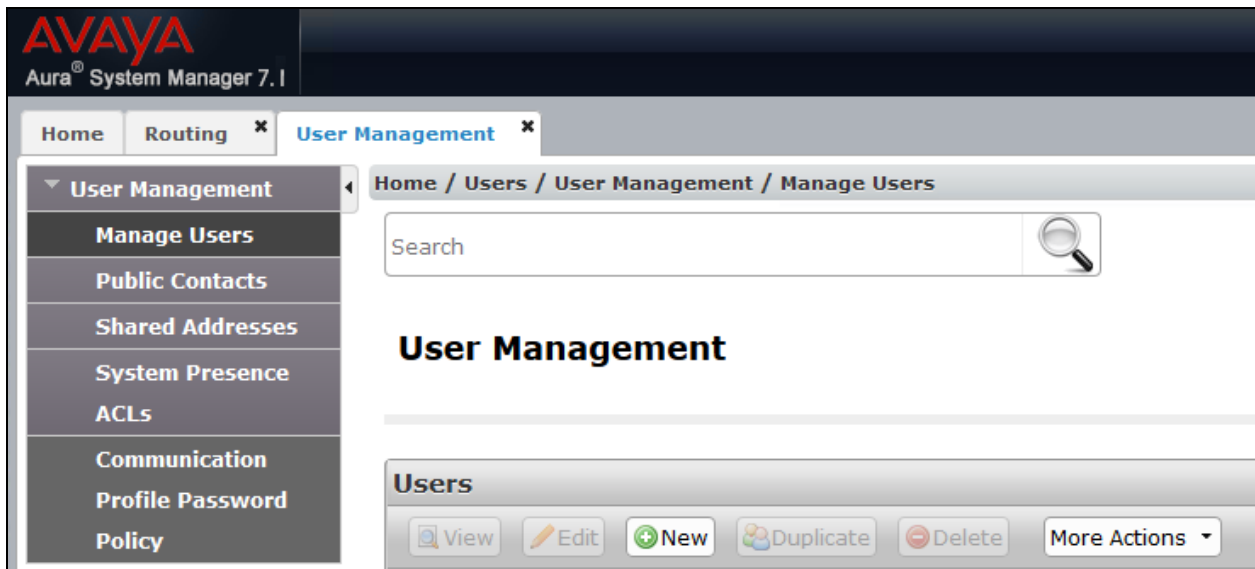 AVAYA
Aura® System Manager 7.1
Home Routing × User Management ×
User Management
Manage Users
Public Contacts
Shared Addresses
System Presence
ACLs
Communication
Profile Password
Policy
Home / Users / User Management / Manage Users
Search
User Management
Users
View Edit New Duplicate Delete More Actions